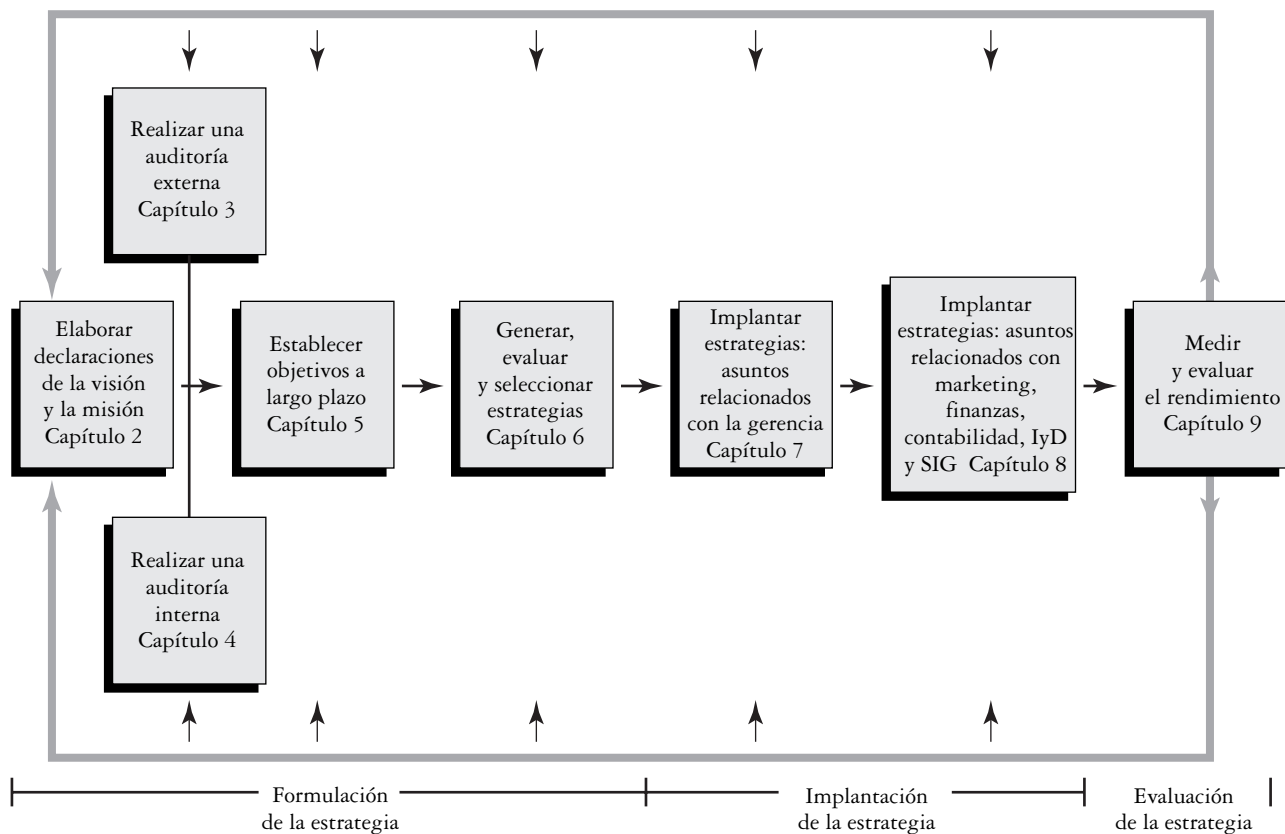 Realizar una
auditoría
externa
Capítulo 3
Elaborar
declaraciones
de la visión
y la misión
Capítulo 2
Realizar una
auditoría
interna
Capítulo 4
Establecer
objetivos a
largo plazo
Capítulo 5
Generar,
evaluar
y seleccionar
estrategias
Capítulo 6
Implantar
estrategias:
asuntos
relacionados
con la gerencia
Capítulo 7
Implantar
estrategias: asuntos
relacionados con
marketing,
finanzas,
contabilidad, IyD
y SIG Capítulo 8
Medir
y evaluar
el rendimiento
Capítulo 9
Formulación
de la estrategia
Implantación
de la estrategia
Evaluación
de la estrategia